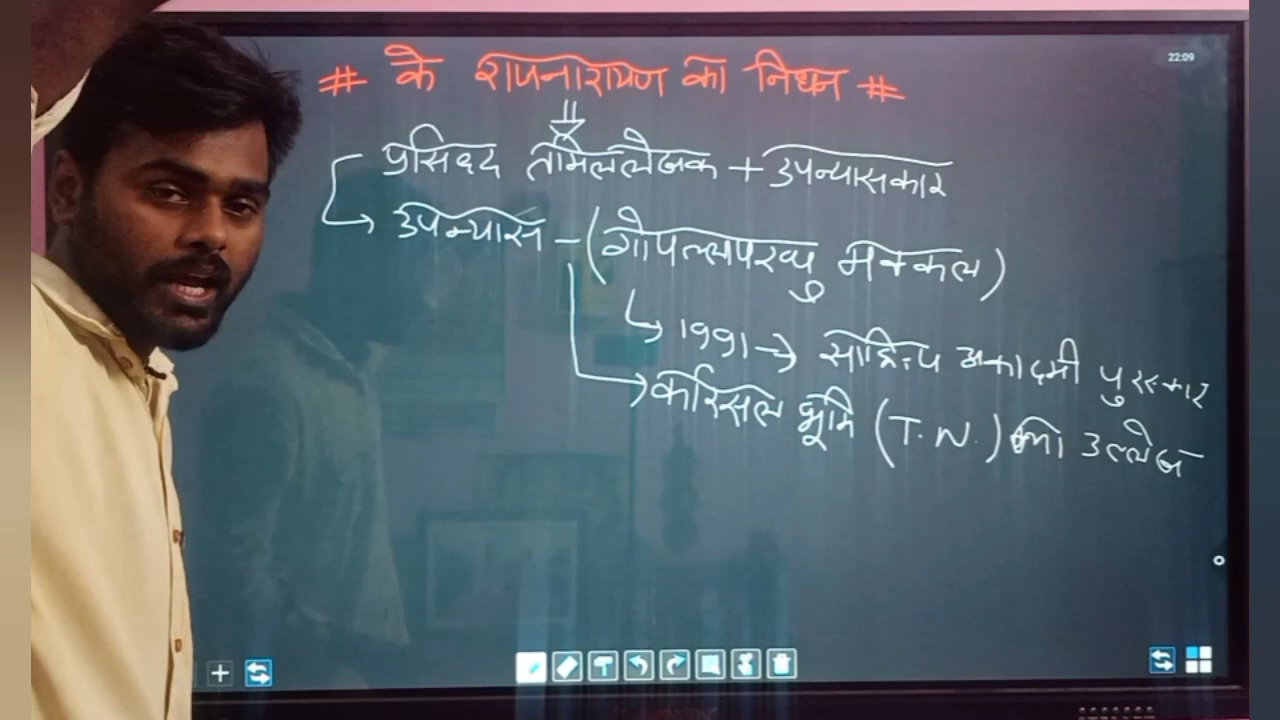 22:09
# के राजनारायण का निधन #
प्रसिध्द तमिललेखक + उपन्यासकार
उपन्यास - (गोपल्लपुरथु मक्कल)
1991 → साहित्य अकादमी पुरस्कार
करिसल भूमि (T.N.) का उल्लेख